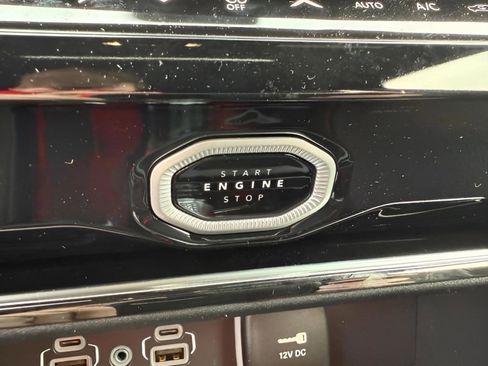 OFF
AUTO
A/C
START
ENGINE
STOP
12V DC